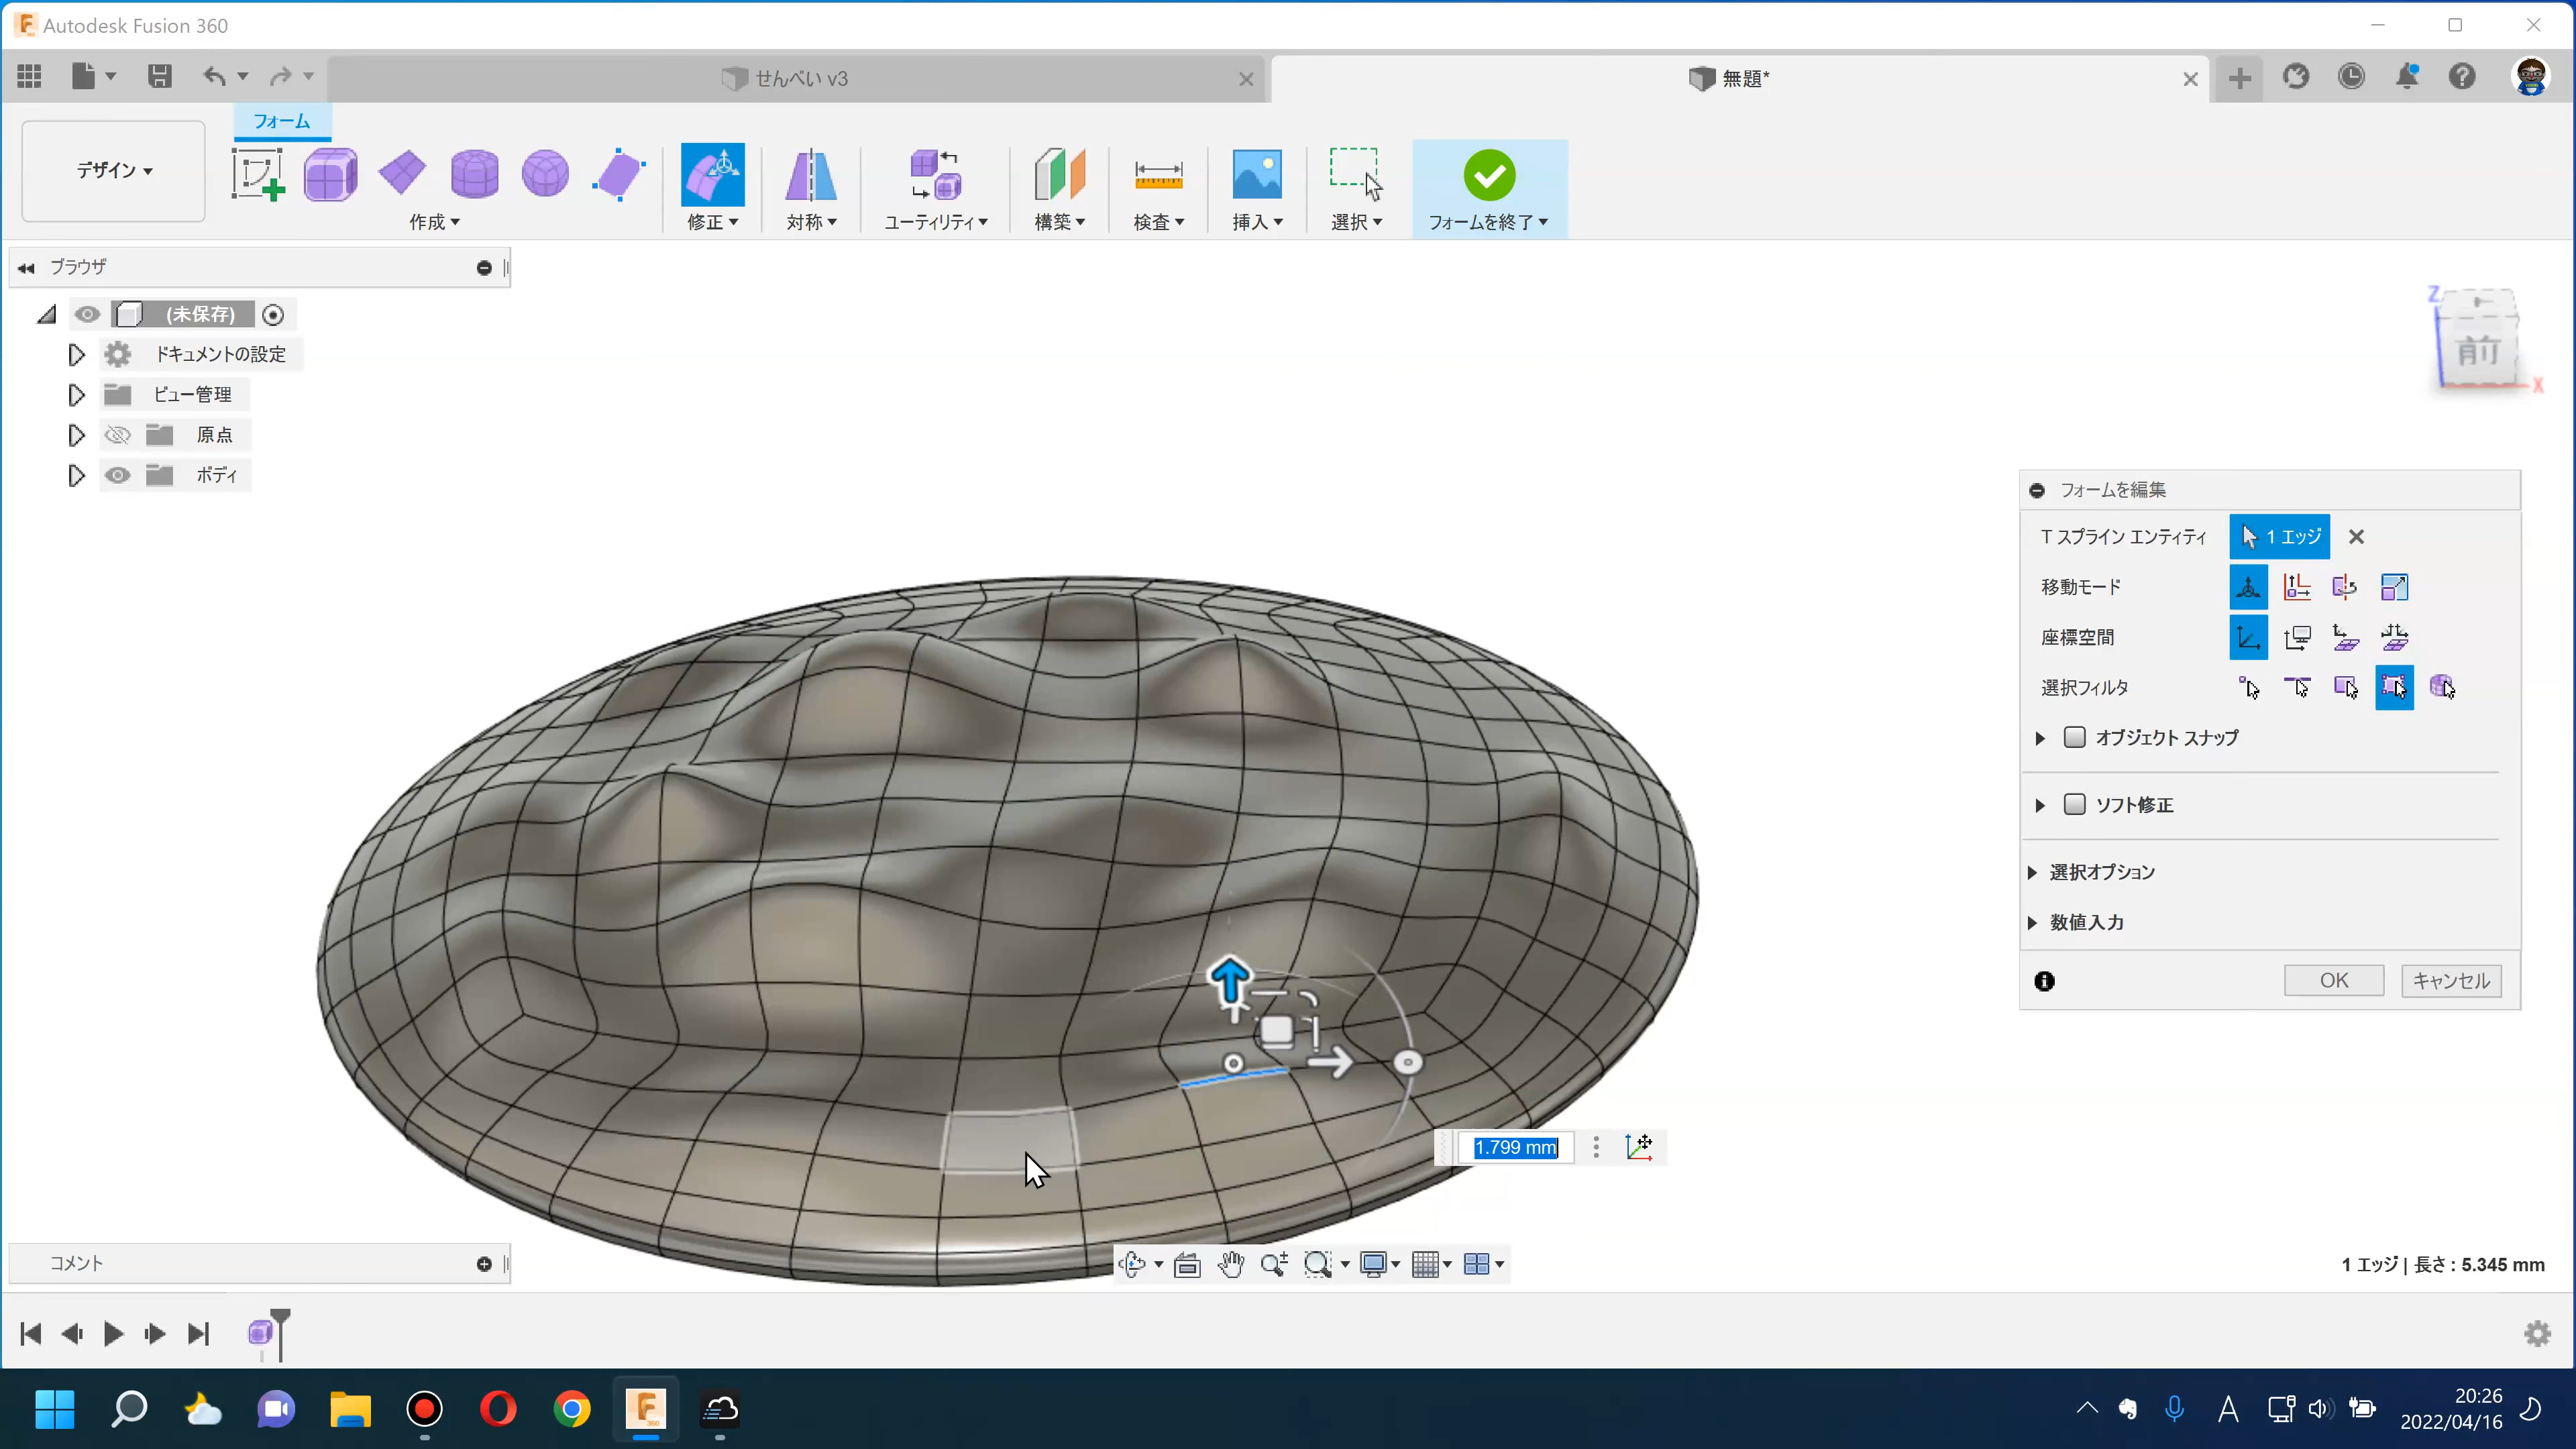 Autodesk Fusion 360
せんべい v3
無題*
フォーム
デザイン
作成
修正
対称
ユーティリティ
構築
検査
挿入
選択
フォームを終了
ブラウザ
(未保存)
ドキュメントの設定
ビュー管理
原点
ボディ
Z
前
X
フォームを編集
T スプライン エンティティ
1 エッジ
移動モード
座標空間
選択フィルタ
オブジェクト スナップ
ソフト修正
選択オプション
数値入力
OK
キャンセル
1.799 mm
コメント
1 エッジ | 長さ : 5.345 mm
A
20:26
2022/04/16